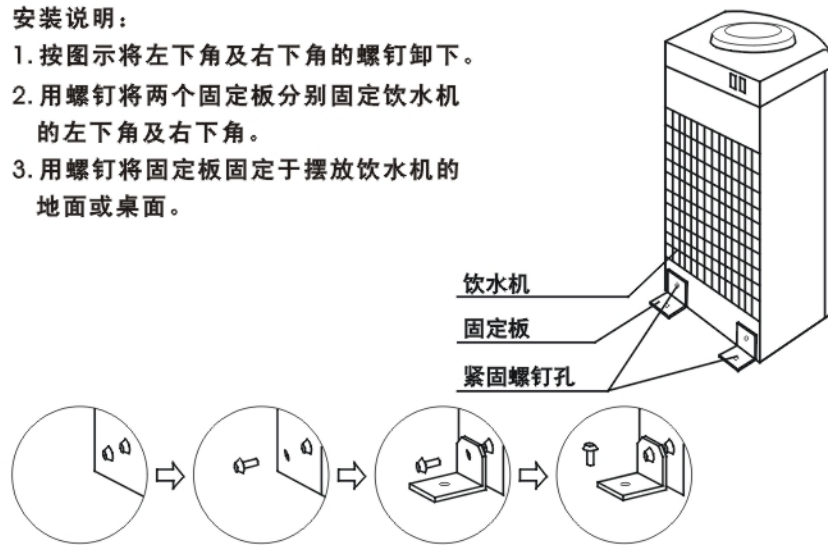 安装说明：
1. 按图示将左下角及右下角的螺钉卸下。
2. 用螺钉将两个固定板分别固定饮水机
的左下角及右下角。
3. 用螺钉将固定板固定于摆放饮水机的
地面或桌面。
饮水机
固定板
紧固螺钉孔